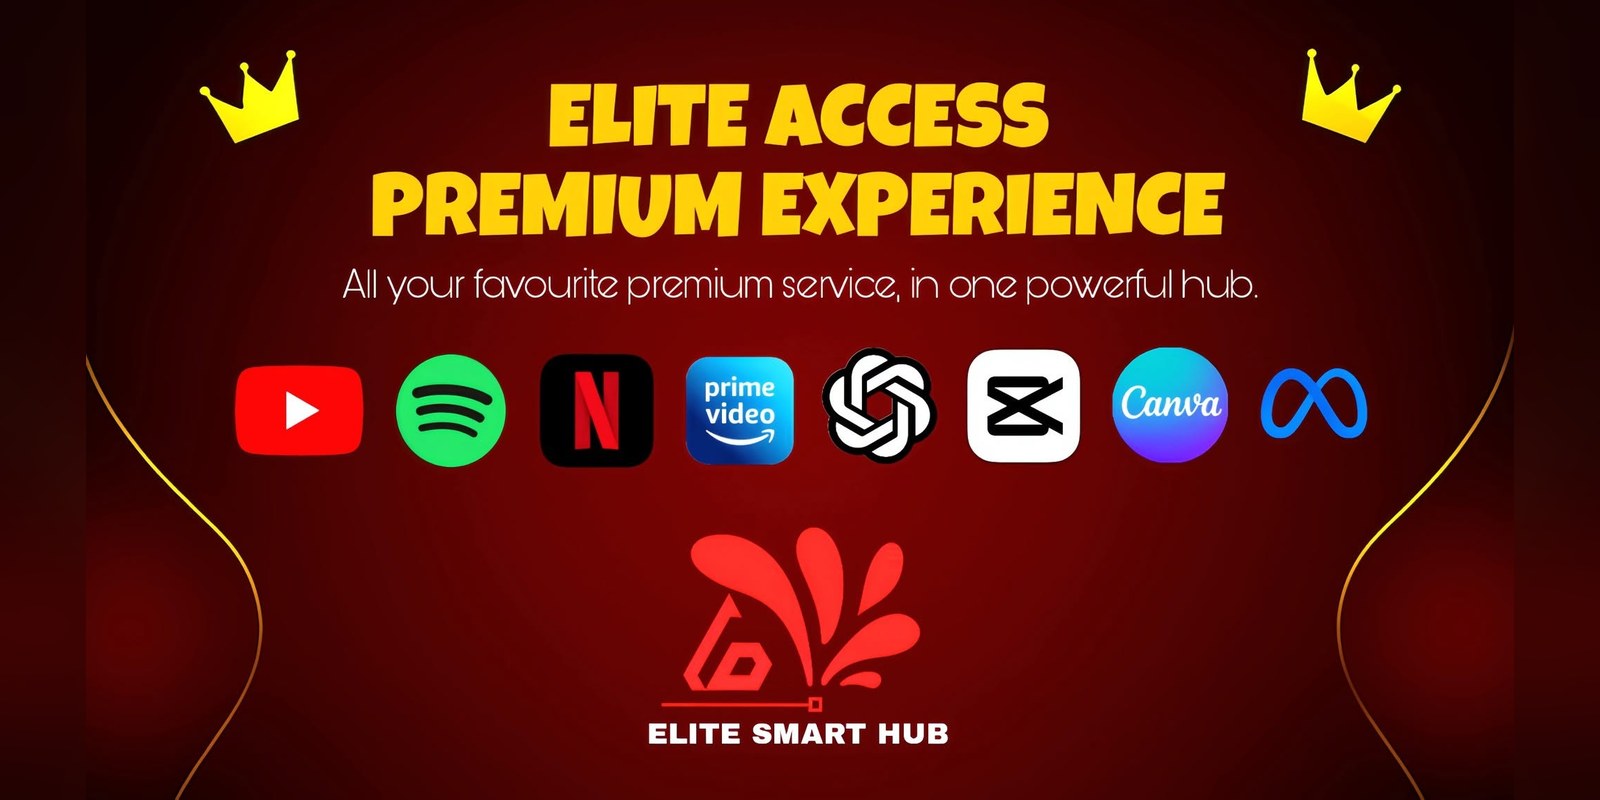 ELITE ACCESS
PREMIUM EXPERIENCE
All your favourite premium service, in one powerful hub.
N
prime
video
Canva
ELITE SMART HUB